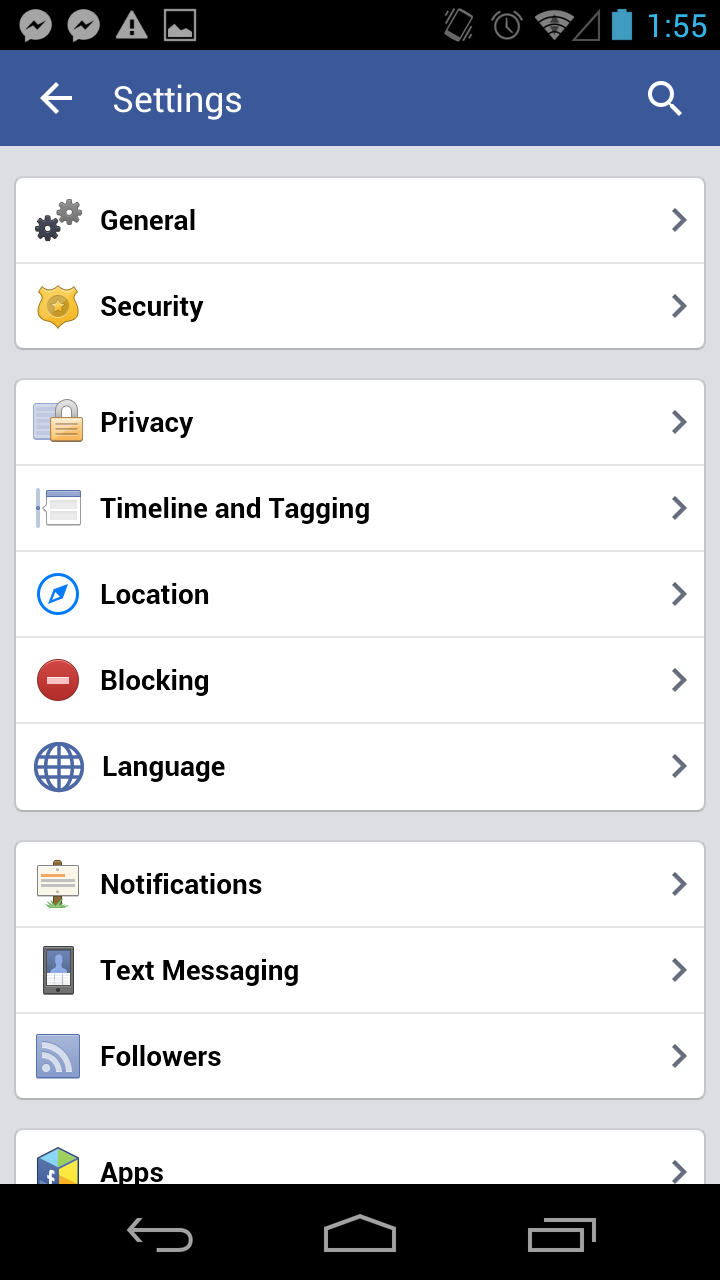 1:55
Settings
General
Security
Privacy
Timeline and Tagging
Location
Blocking
Language
Notifications
Text Messaging
Followers
Apps